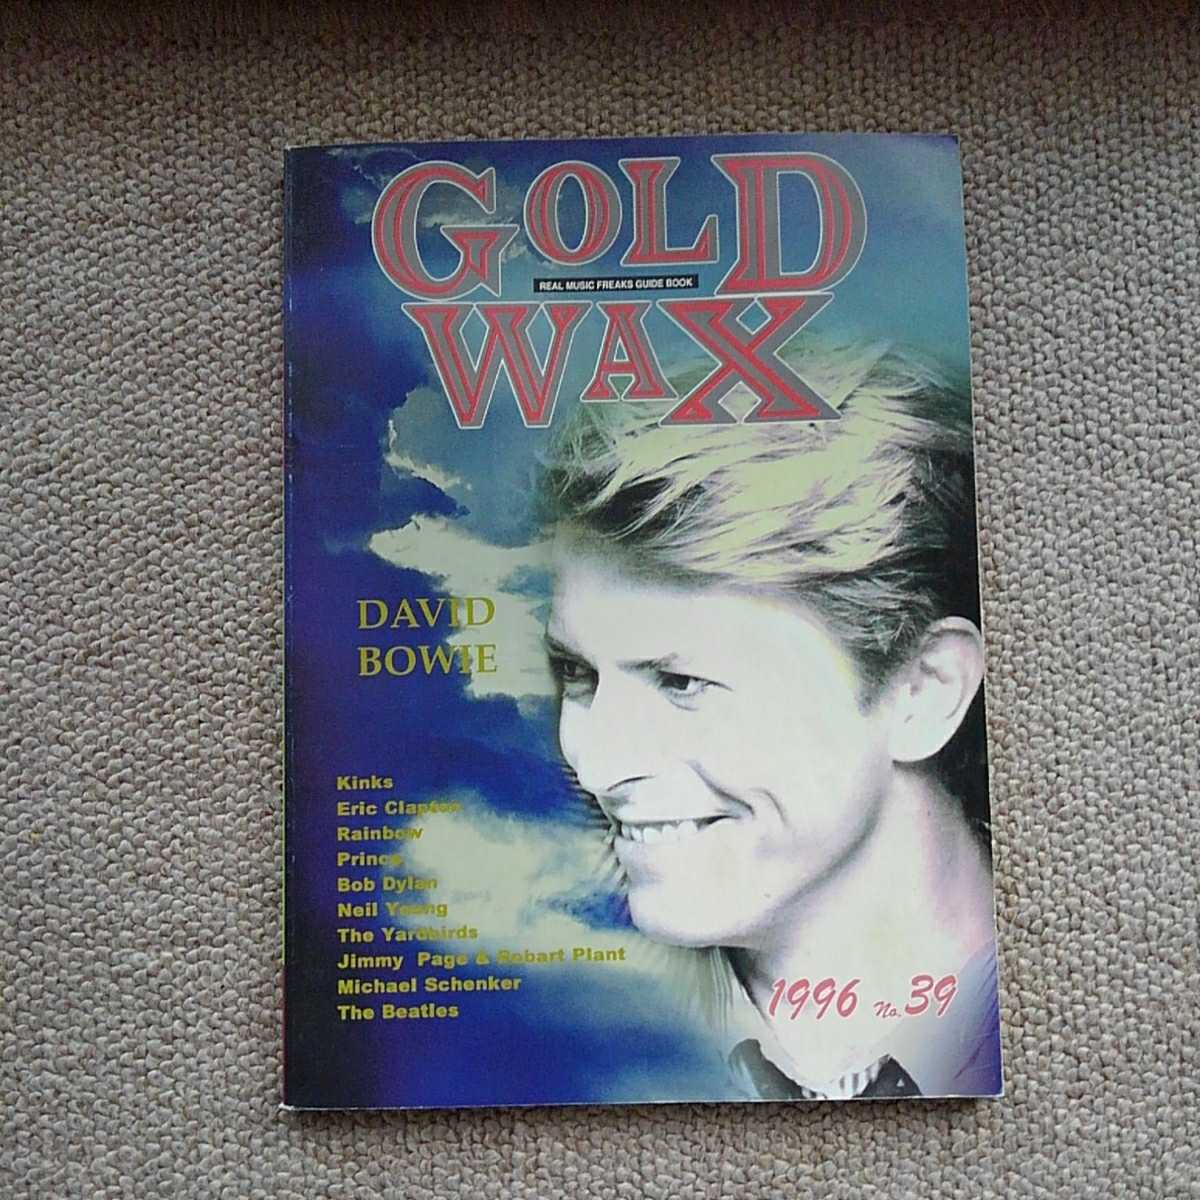 GOLD
REAL MUSIC FREAKS GUIDE BOOK
WAX
DAVID
BOWIE
Kinks
Eric Clapton
Rainbow
Prince
Bob Dylan
Neil Young
The Yardbirds
Jimmy Page & Robart Plant
Michael Schenker
The Beatles
1996 No. 39